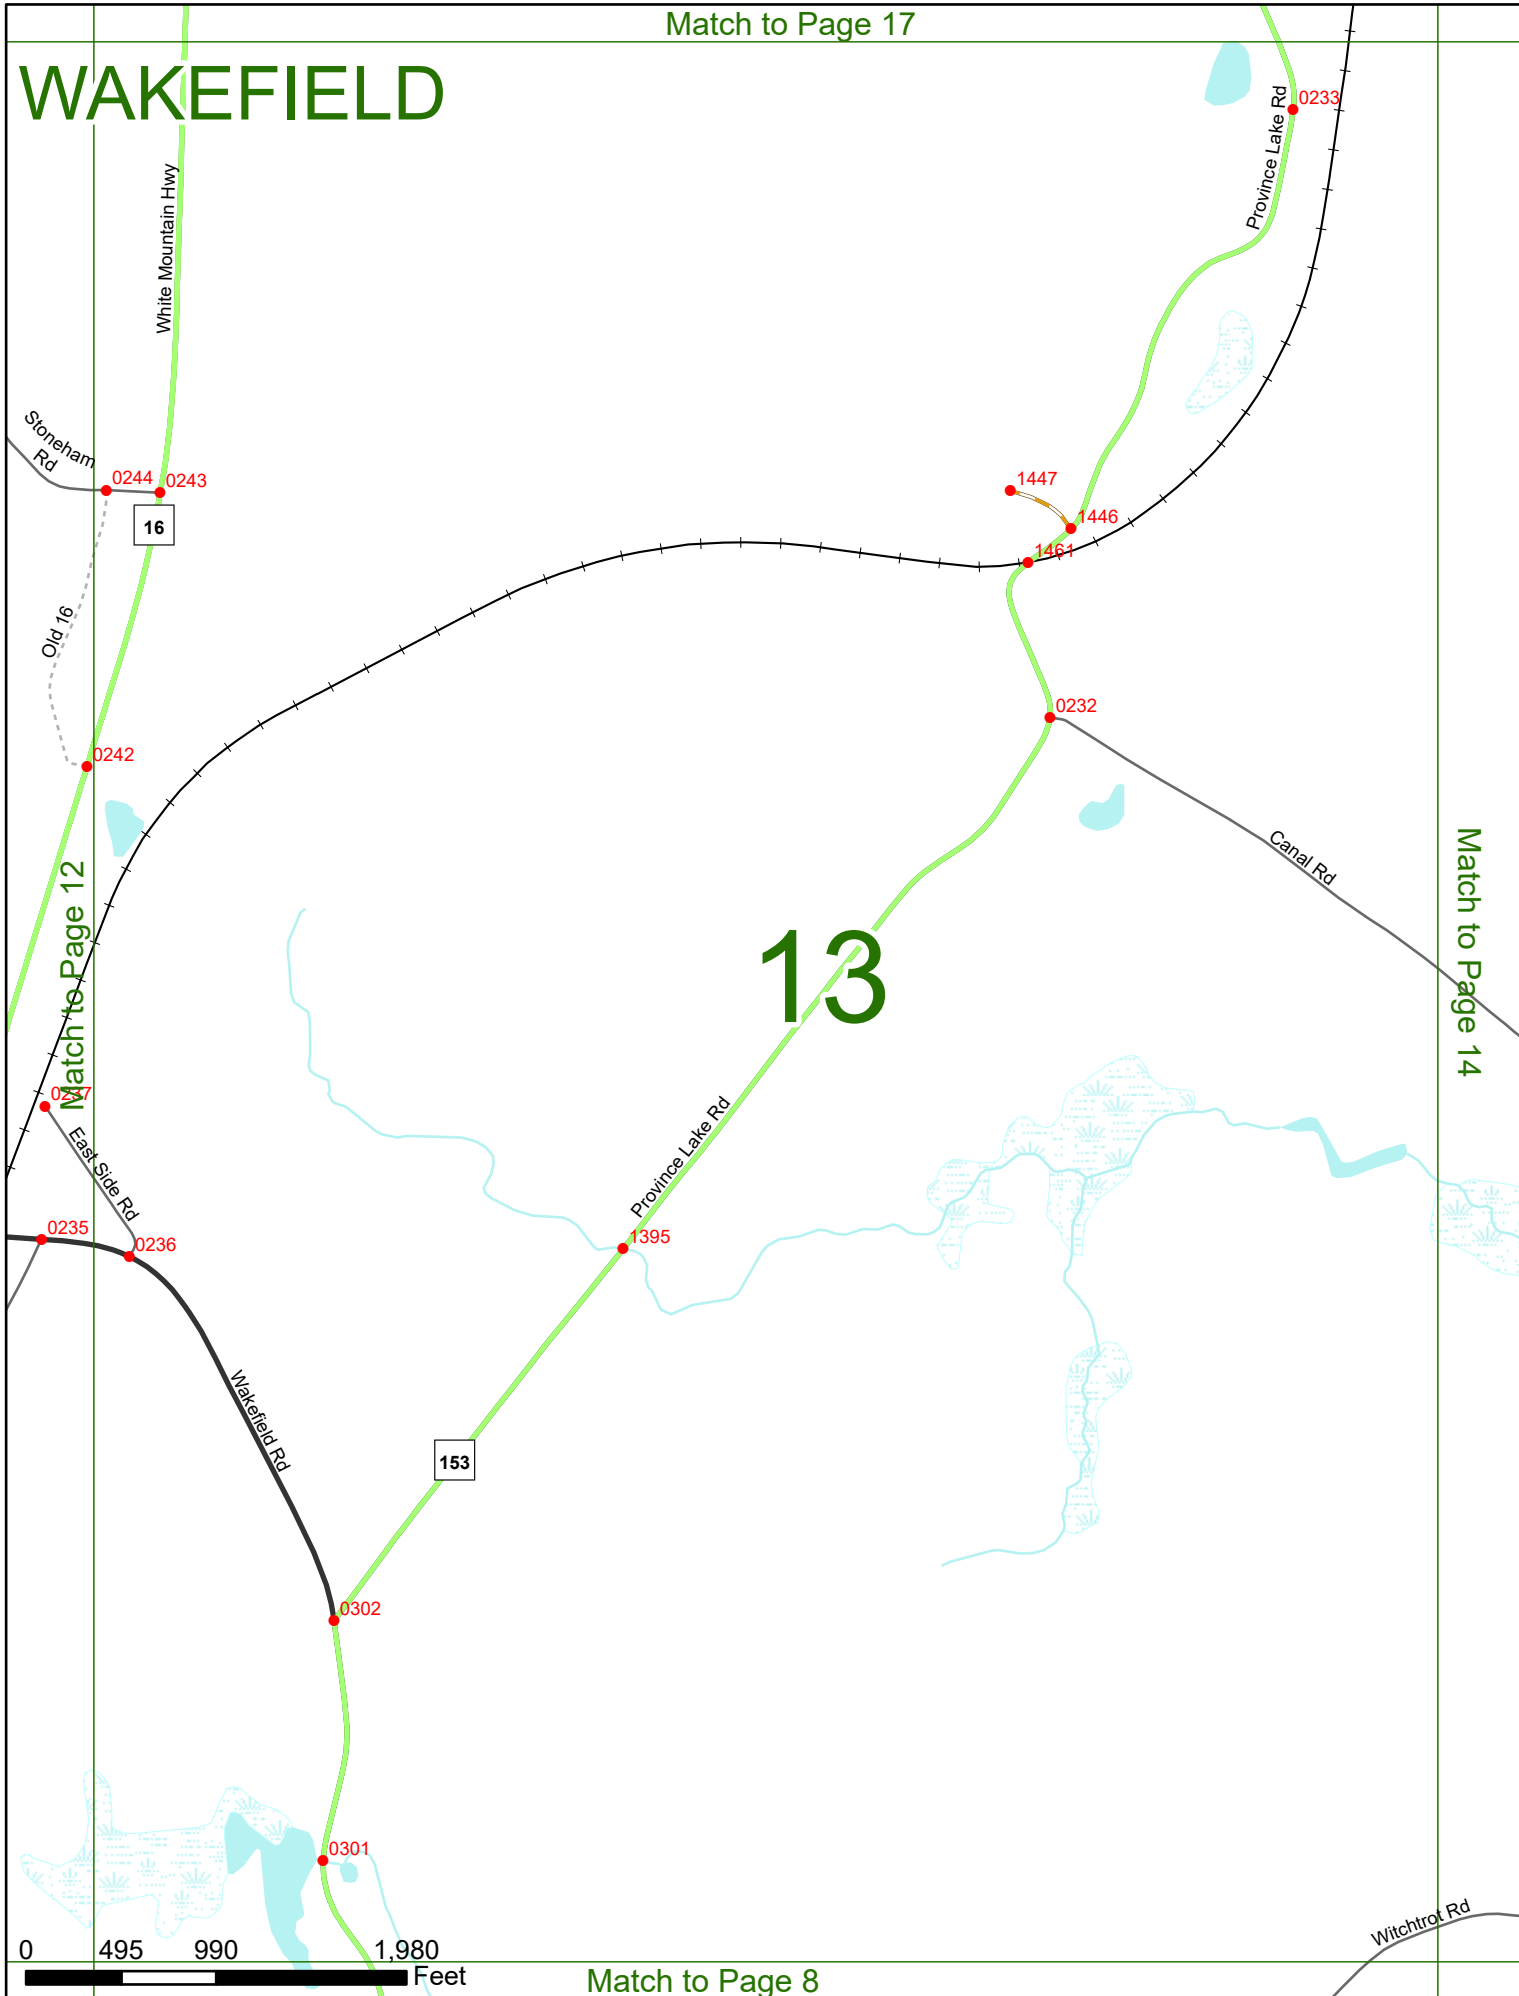 Match to Page 17
WAKEFIELD
Province Lake Rd
0233
White Mountain Hwy
Stoneham
Rd
0244
0243
16
1447
1446
1461
Old 16
0232
0242
Canal Rd
Match to Page 12
Match to Page 14
13
0237
East Side Rd
Province Lake Rd
0235
0236
1395
Wakefield Rd
153
0302
0301
Witchtrot Rd
0 495 990 1,980
Feet
Match to Page 8